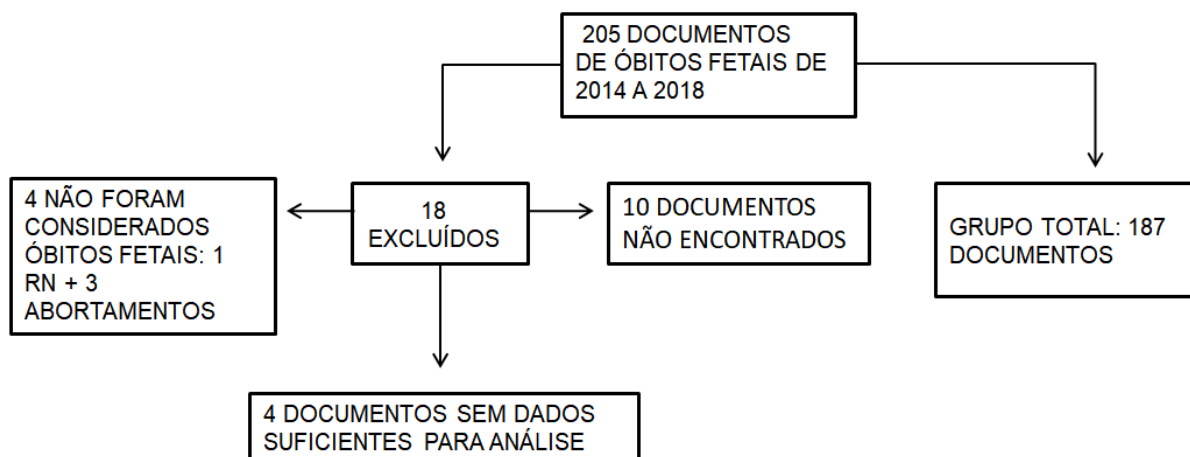 205 DOCUMENTOS
DE ÓBITOS FETAIS DE
2014 A 2018
4 NÃO FORAM
CONSIDERADOS
ÓBITOS FETAIS: 1
RN + 3
ABORTAMENTOS
18
EXCLUÍDOS
10 DOCUMENTOS
NÃO ENCONTRADOS
GRUPO TOTAL: 187
DOCUMENTOS
4 DOCUMENTOS SEM DADOS
SUFICIENTES PARA ANÁLISE